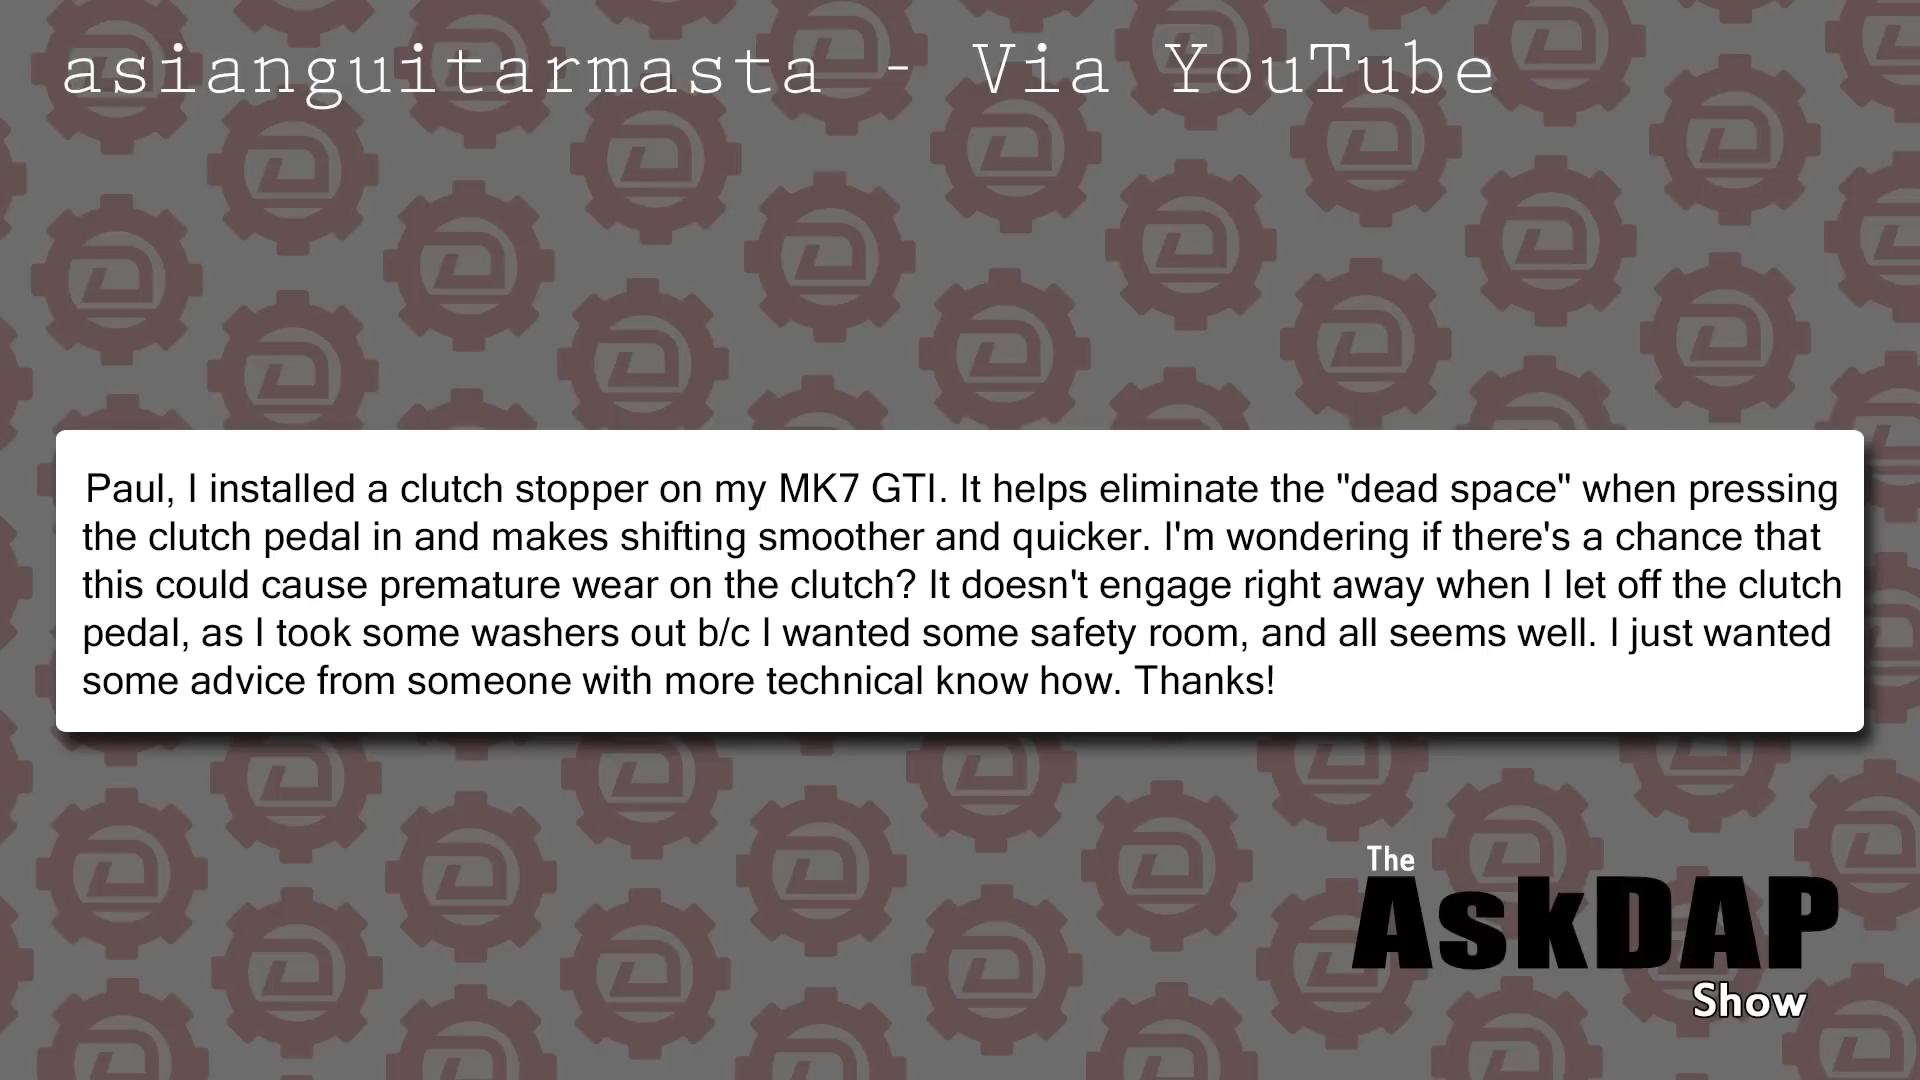 asianguitarmasta - Via YouTube
Paul, I installed a clutch stopper on my MK7 GTI. It helps eliminate the "dead space" when pressing
the clutch pedal in and makes shifting smoother and quicker. I'm wondering if there's a chance that
this could cause premature wear on the clutch? It doesn't engage right away when I let off the clutch
pedal, as I took some washers out b/c I wanted some safety room, and all seems well. I just wanted
some advice from someone with more technical know how. Thanks!
The
AskDAP
Show